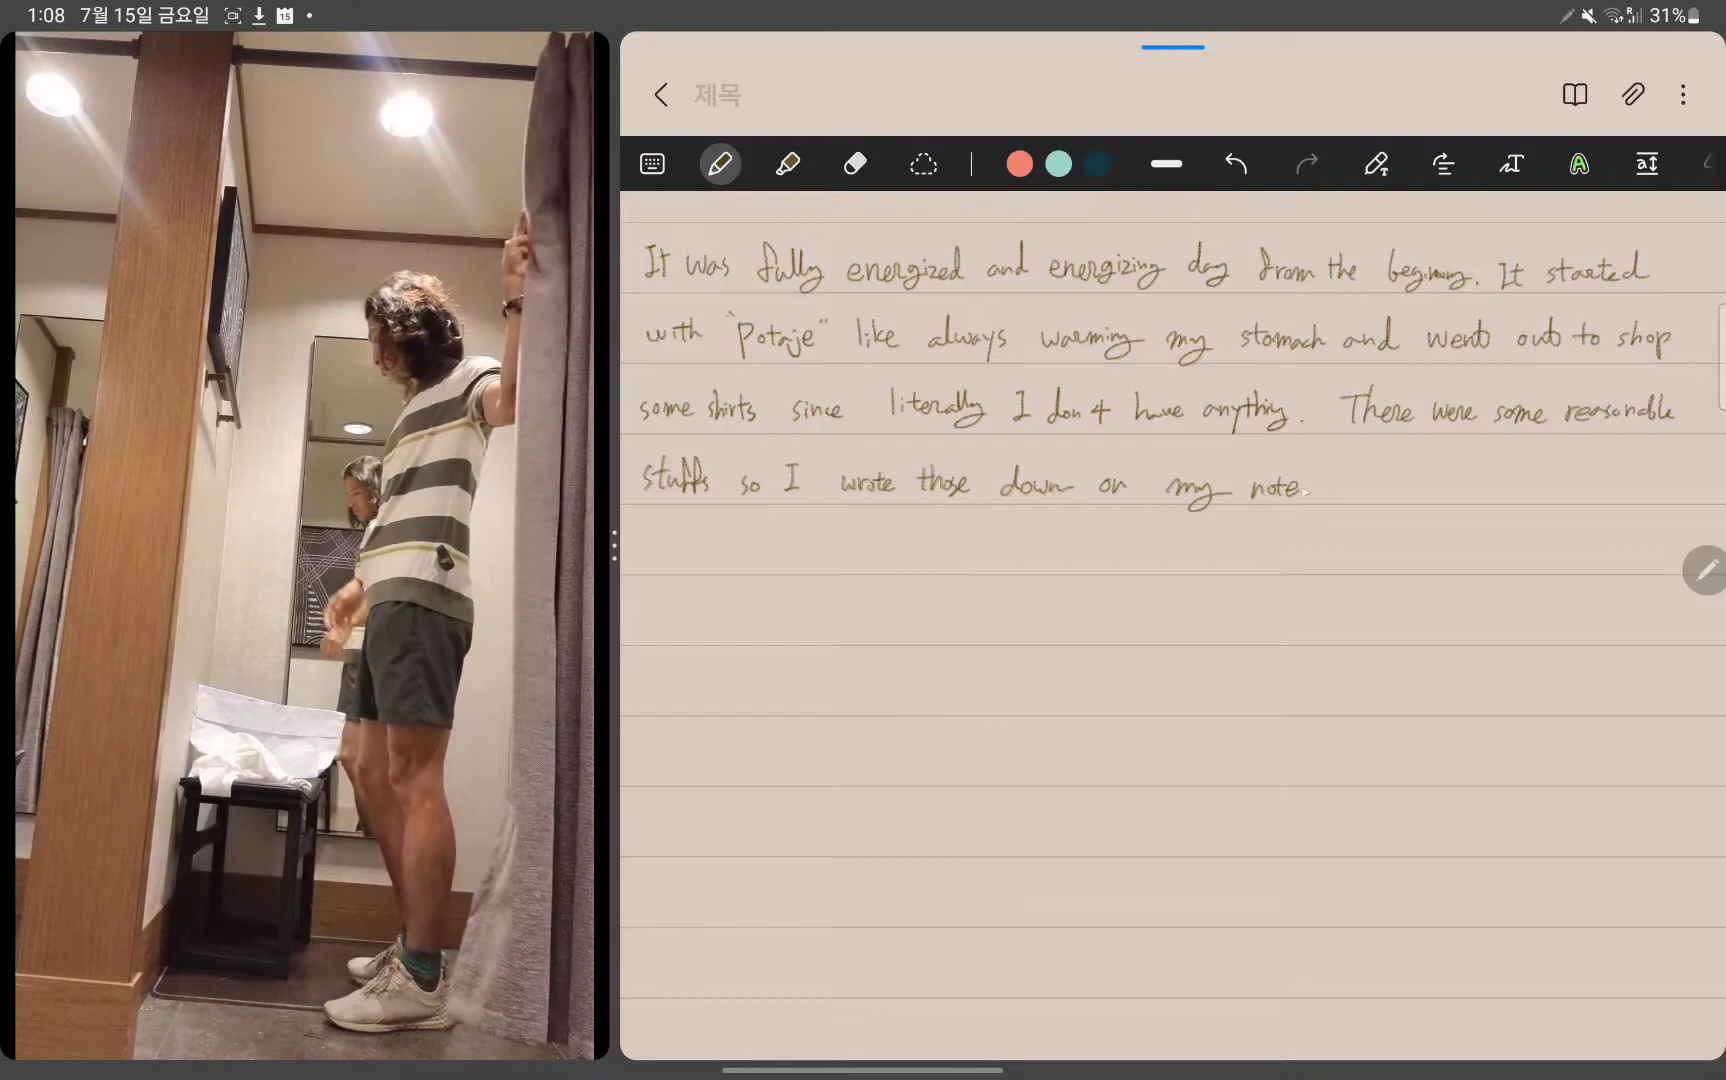 1:08 7월 15일 금요일 15
R 31%
제목
It was fully energized and energizing day from the beginning. It started
with "Potaje" like always warming my stomach and went out to shop
some shirts since literally I don't have anything. There were some reasonable
stuffs so I wrote those down on my note.